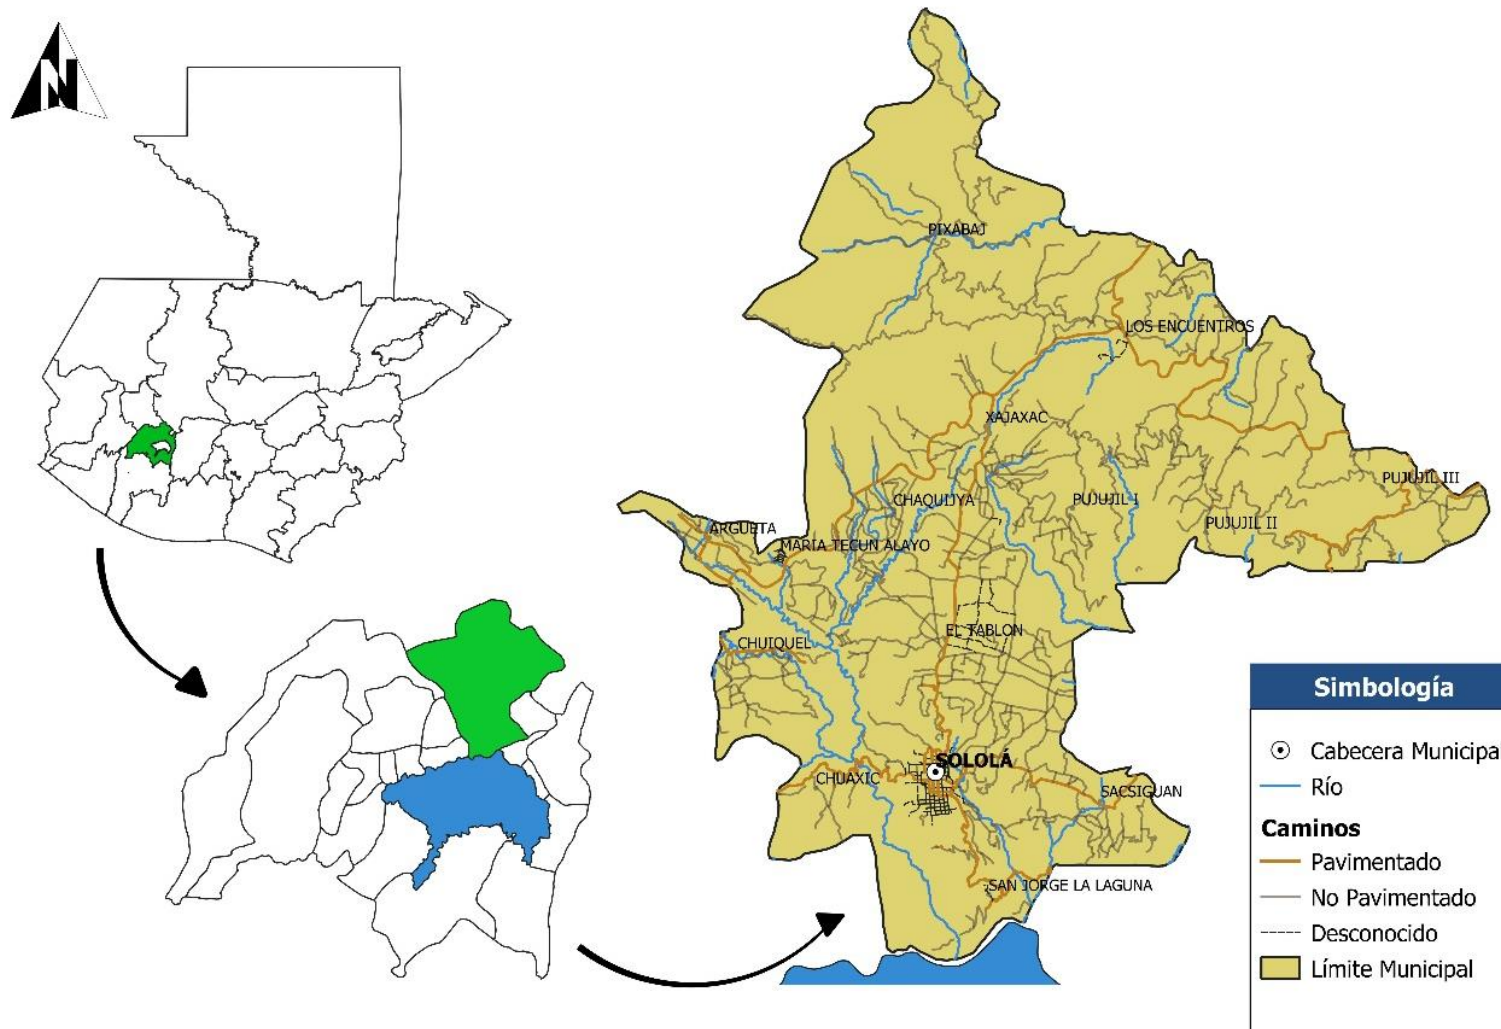 N
PIXABAJ
LOS ENCUENTROS
XAJAXAC
CHAQUIJYA
PUJUJIL I
PUJUJIL III
PUJUJIL II
ARGUETA
MARIA TECUN ALAYO
EL TABLON
CHUIQUEL
SOLOLÁ
CHUAXIC
SACSIGUAN
SAN JORGE LA LAGUNA
Simbología
Cabecera Municipa
Río
Caminos
Pavimentado
No Pavimentado
Desconocido
Límite Municipal